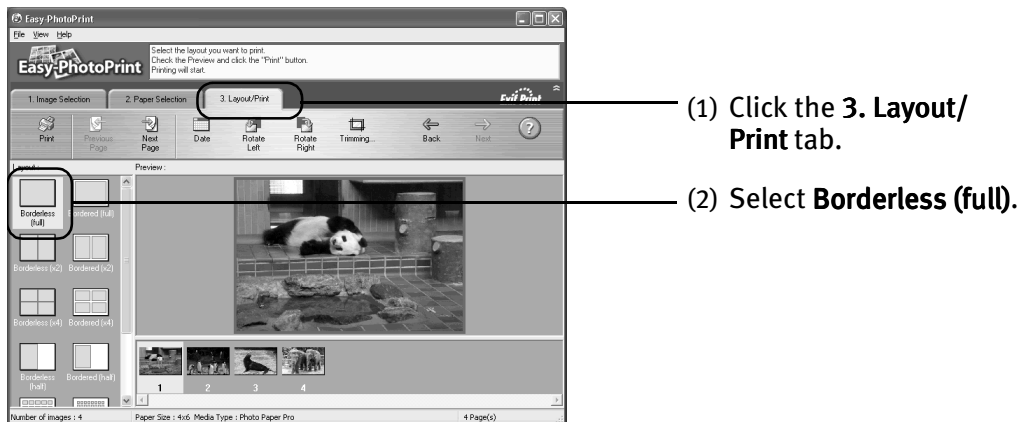 Easy-PhotoPrint
File View Help
Easy-PhotoPrint
Select the layout you want to print.
Check the Preview and click the "Print" button.
Printing will start.
1. Image Selection
2. Paper Selection
3. Layout/Print
Exif Print
Print
Previous Page
Next Page
Date
Rotate Left
Rotate Right
Trimming...
Back
Next
?
Layout :
Preview :
Borderless (full)
Bordered (full)
Borderless (x2)
Bordered (x2)
Borderless (x4)
Bordered (x4)
Borderless (half)
Bordered (half)
1
2
3
4
Number of images : 4
Paper Size : 4x6 Media Type : Photo Paper Pro
4 Page(s)
(1) Click the 3. Layout/
Print tab.
(2) Select Borderless (full).